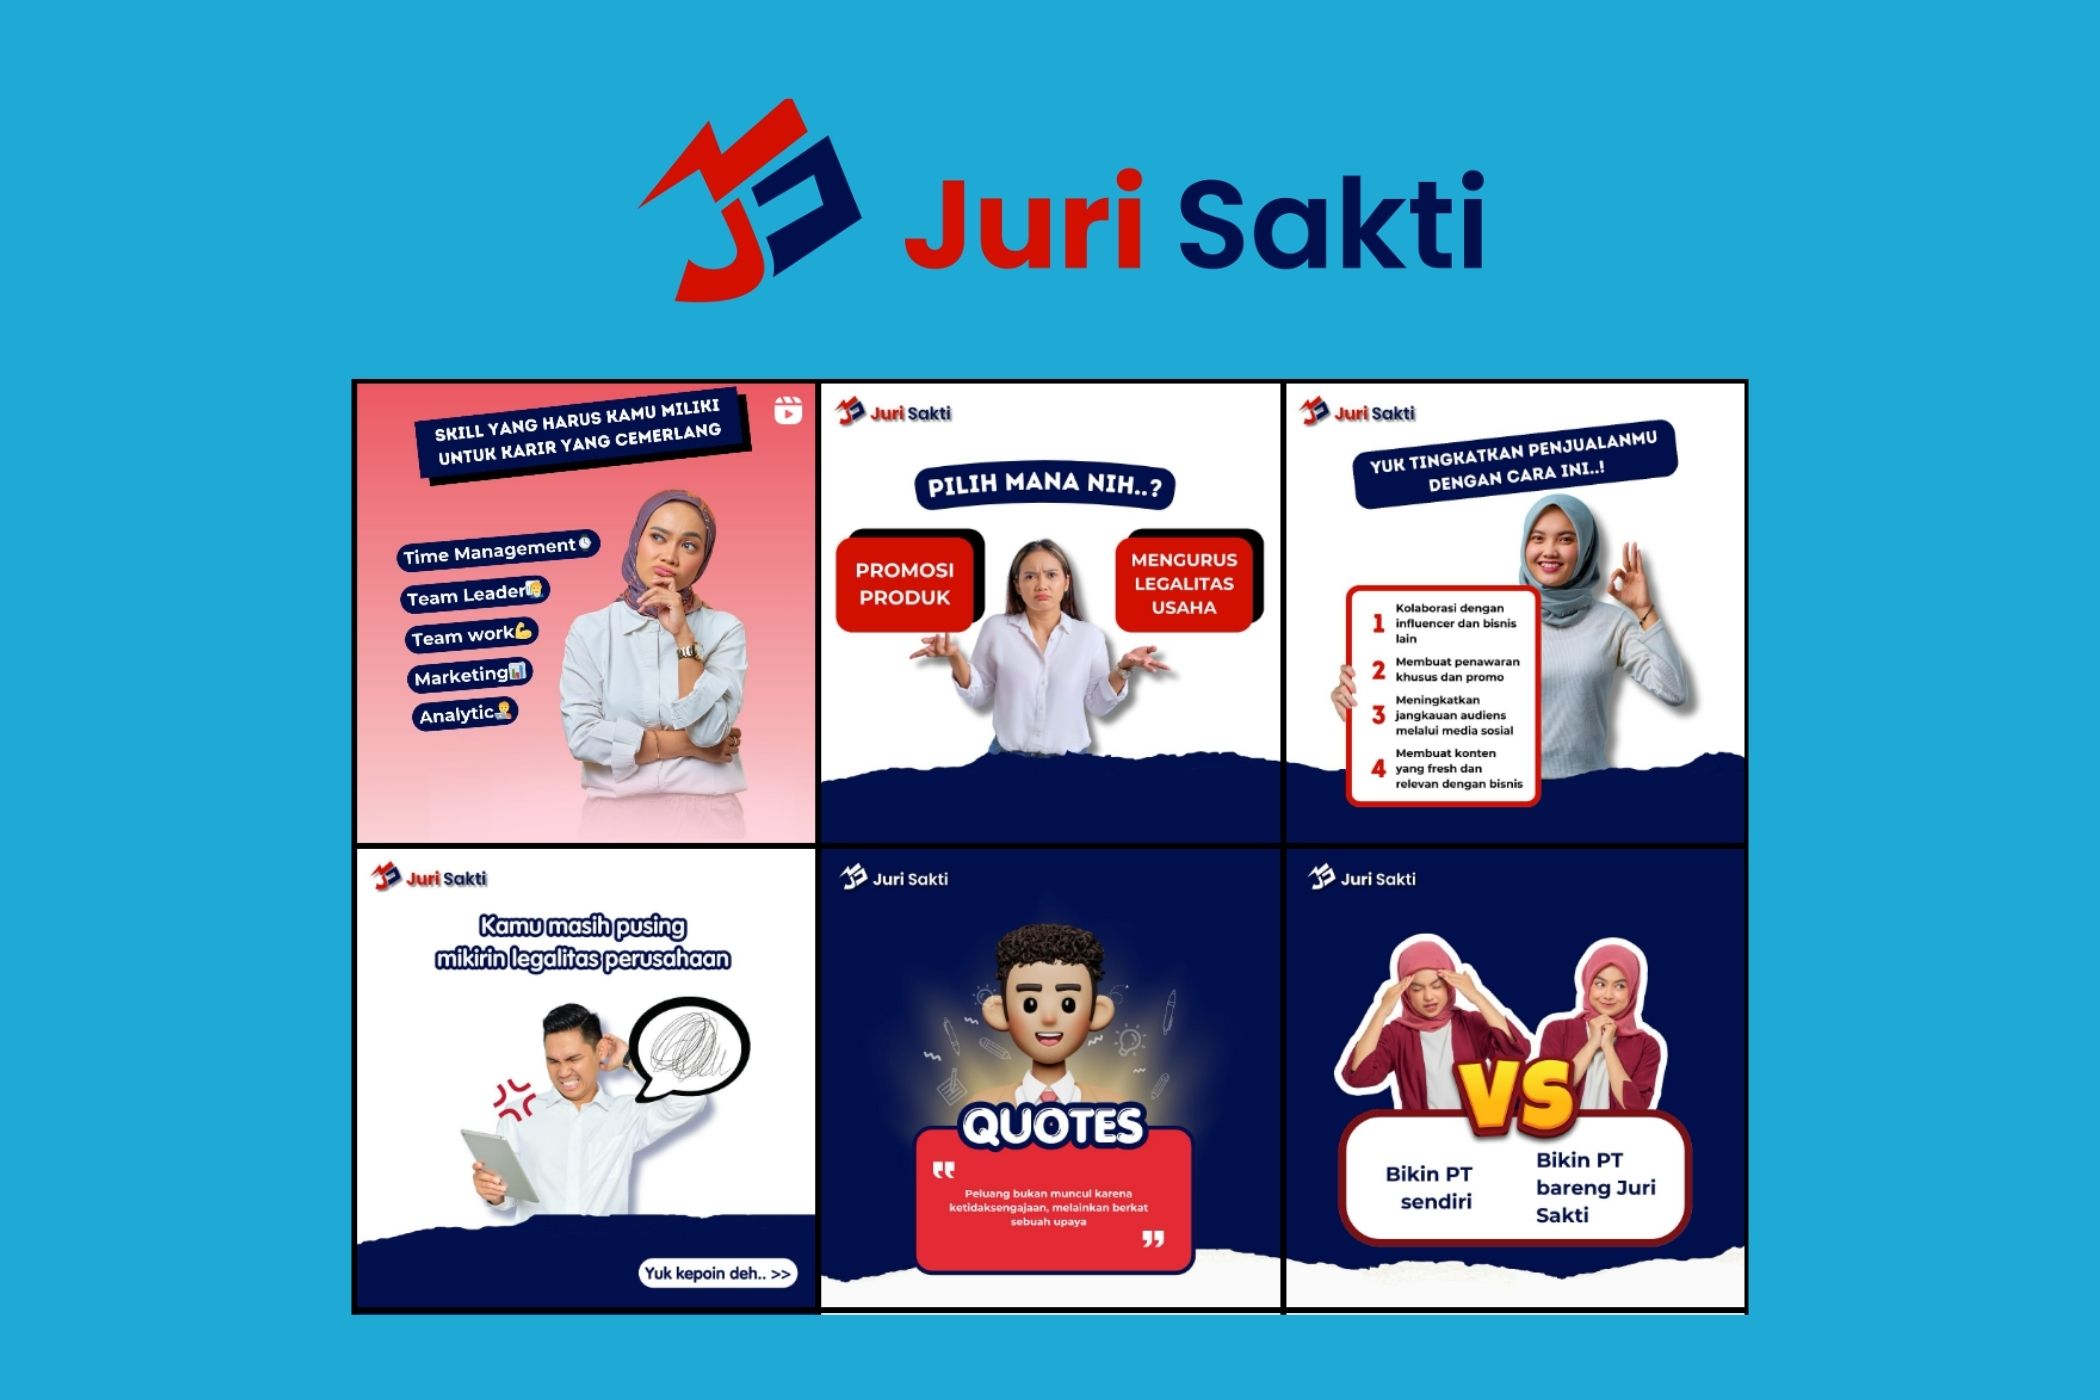 Juri Sakti
SKILL YANG HARUS KAMU MILIKI
UNTUK KARIR YANG CEMERLANG
Time Management
Team Leader
Team work
Marketing
Analytic
Juri Sakti
PILIH MANA NIH..?
PROMOSI
PRODUK
MENGURUS
LEGALITAS
USAHA
Juri Sakti
YUK TINGKATKAN PENJUALANMU
DENGAN CARA INI..!
1 Kolaborasi dengan
influencer dan bisnis
lain
2 Membuat penawaran
khusus dan promo
3 Meningkatkan
jangkauan audiens
melalui media sosial
4 Membuat konten
yang fresh dan
relevan dengan bisnis
Juri Sakti
Kamu masih pusing
mikirin legalitas perusahaan
Yuk kepoin deh.. >>
Juri Sakti
QUOTES
"
Peluang bukan muncul karena
ketidaksengajaan, melainkan berkat
sebuah upaya
"
Juri Sakti
VS
Bikin PT
sendiri
Bikin PT
bareng Juri
Sakti